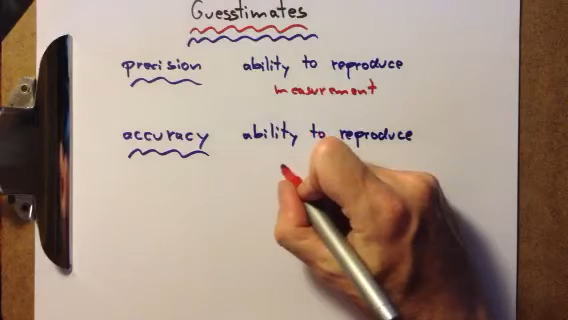 Guesstimates
precision ability to reproduce
measurement
accuracy ability to reproduce